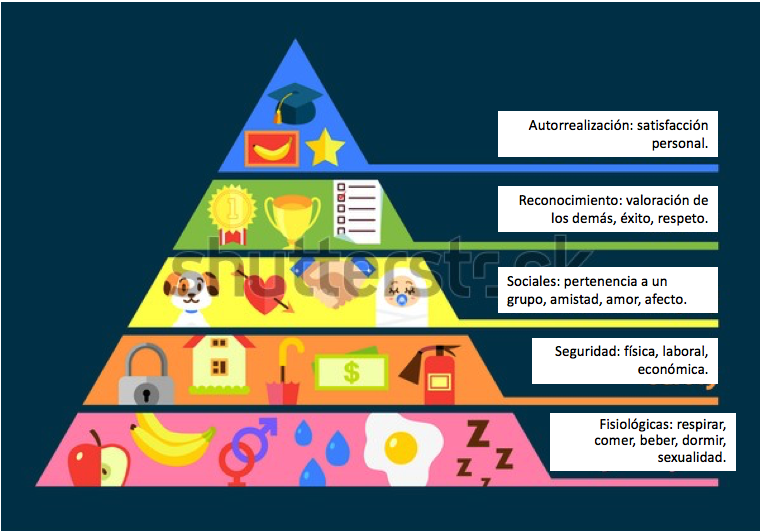 Autorrealización: satisfacción
personal.
1
Reconocimiento: valoración de
los demás, éxito, respeto.
shutterstock
Sociales: pertenencia a un
grupo, amistad, amor, afecto.
Seguridad: física, laboral,
económica.
$
Fisiológicas: respirar,
comer, beber, dormir,
sexualidad.
Z
Z
Z
Z